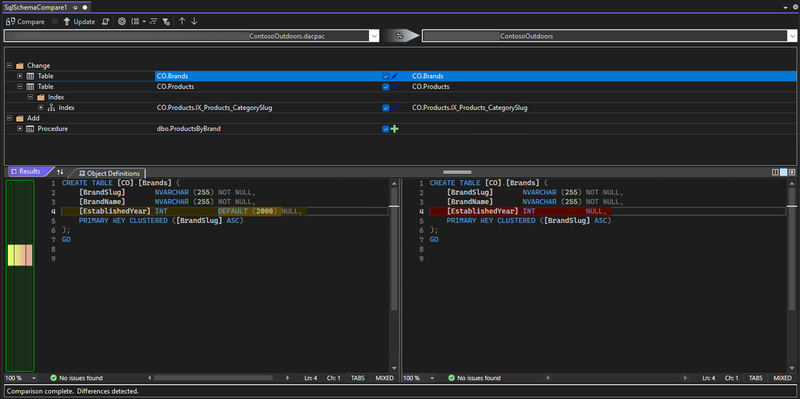 SqlSchemaCompare1
Compare Update
ContosoOutdoors.dacpac ContosoOutdoors
Change
Table CO.Brands CO.Brands
Table CO.Products CO.Products
Index
Index CO.Products.IX_Products_CategorySlug CO.Products.IX_Products_CategorySlug
Add
Procedure dbo.ProductsByBrand
Results Object Definitions
1 CREATE TABLE [CO].[Brands] (
2 [BrandSlug] NVARCHAR (255) NOT NULL,
3 [BrandName] NVARCHAR (255) NOT NULL,
4 [EstablishedYear] INT DEFAULT (2000) NULL,
5 PRIMARY KEY CLUSTERED ([BrandSlug] ASC)
6 );
7 GO
8
9
1 CREATE TABLE [CO].[Brands] (
2 [BrandSlug] NVARCHAR (255) NOT NULL,
3 [BrandName] NVARCHAR (255) NOT NULL,
4 [EstablishedYear] INT NULL,
5 PRIMARY KEY CLUSTERED ([BrandSlug] ASC)
6 );
7 GO
8
9
100 % No issues found Ln: 4 Ch: 1 TABS MIXED
100 % No issues found Ln: 4 Ch: 1 TABS MIXED
Comparison complete. Differences detected.